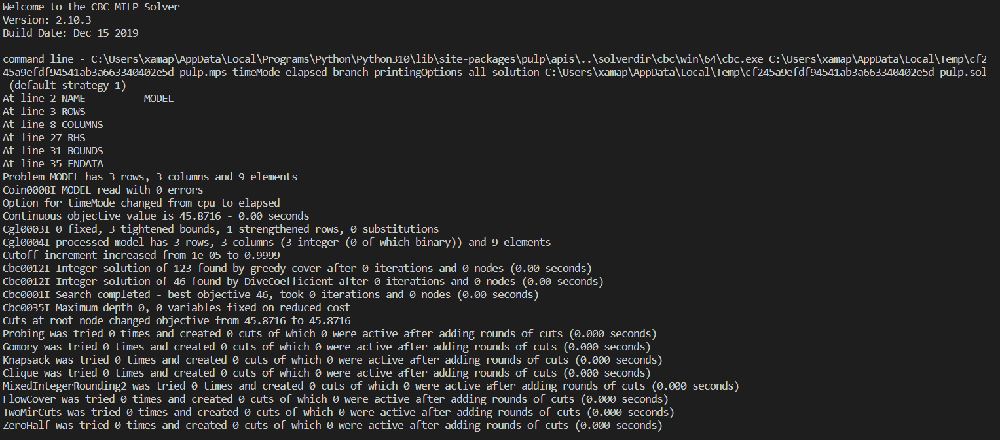 Welcome to the CBC MILP Solver
Version: 2.10.3
Build Date: Dec 15 2019
command line - C:\Users\xamap\AppData\Local\Programs\Python\Python310\lib\site-packages\pulp\apis\..\solverdir\cbc\win\64\cbc.exe C:\Users\xamap\AppData\Local\Temp\cf2
45a9efdf94541ab3a663340402e5d-pulp.mps timeMode elapsed branch printingOptions all solution C:\Users\xamap\AppData\Local\Temp\cf245a9efdf94541ab3a663340402e5d-pulp.sol
(default strategy 1)
At line 2 NAME          MODEL
At line 3 ROWS
At line 8 COLUMNS
At line 27 RHS
At line 31 BOUNDS
At line 35 ENDATA
Problem MODEL has 3 rows, 3 columns and 9 elements
Coin0008I MODEL read with 0 errors
Option for timeMode changed from cpu to elapsed
Continuous objective value is 45.8716 - 0.00 seconds
Cgl0003I 0 fixed, 3 tightened bounds, 1 strengthened rows, 0 substitutions
Cgl0004I processed model has 3 rows, 3 columns (3 integer (0 of which binary)) and 9 elements
Cutoff increment increased from 1e-05 to 0.9999
Cbc0012I Integer solution of 123 found by greedy cover after 0 iterations and 0 nodes (0.00 seconds)
Cbc0012I Integer solution of 46 found by DiveCoefficient after 0 iterations and 0 nodes (0.00 seconds)
Cbc0001I Search completed - best objective 46, took 0 iterations and 0 nodes (0.00 seconds)
Cbc0035I Maximum depth 0, 0 variables fixed on reduced cost
Cuts at root node changed objective from 45.8716 to 45.8716
Probing was tried 0 times and created 0 cuts of which 0 were active after adding rounds of cuts (0.000 seconds)
Gomory was tried 0 times and created 0 cuts of which 0 were active after adding rounds of cuts (0.000 seconds)
Knapsack was tried 0 times and created 0 cuts of which 0 were active after adding rounds of cuts (0.000 seconds)
Clique was tried 0 times and created 0 cuts of which 0 were active after adding rounds of cuts (0.000 seconds)
MixedIntegerRounding2 was tried 0 times and created 0 cuts of which 0 were active after adding rounds of cuts (0.000 seconds)
FlowCover was tried 0 times and created 0 cuts of which 0 were active after adding rounds of cuts (0.000 seconds)
TwoMirCuts was tried 0 times and created 0 cuts of which 0 were active after adding rounds of cuts (0.000 seconds)
ZeroHalf was tried 0 times and created 0 cuts of which 0 were active after adding rounds of cuts (0.000 seconds)